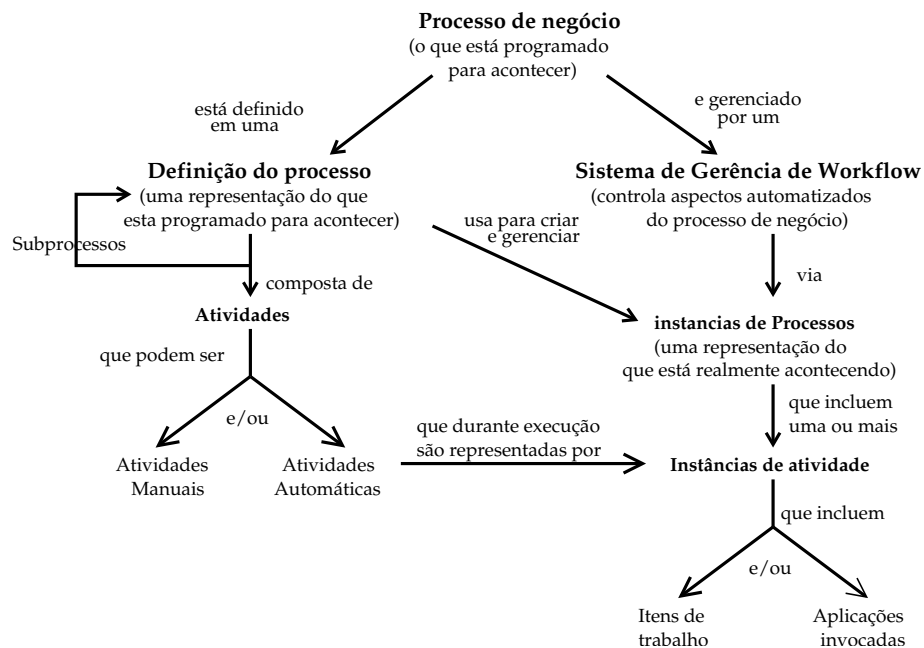 Processo de negócio
(o que está programado
para acontecer)
está definido
em uma
e gerenciado
por um
Definição do processo
(uma representação do que
esta programado para acontecer)
Sistema de Gerência de Workflow
(controla aspectos automatizados
do processo de negócio)
usa para criar
e gerenciar
Subprocessos
composta de
via
Atividades
instancias de Processos
(uma representação do
que está realmente acontecendo)
que podem ser
e/ou
que incluem
uma ou mais
Atividades
Manuais
Atividades
Automáticas
que durante execução
são representadas por
Instâncias de atividade
que incluem
e/ou
Itens de
trabalho
Aplicações
invocadas